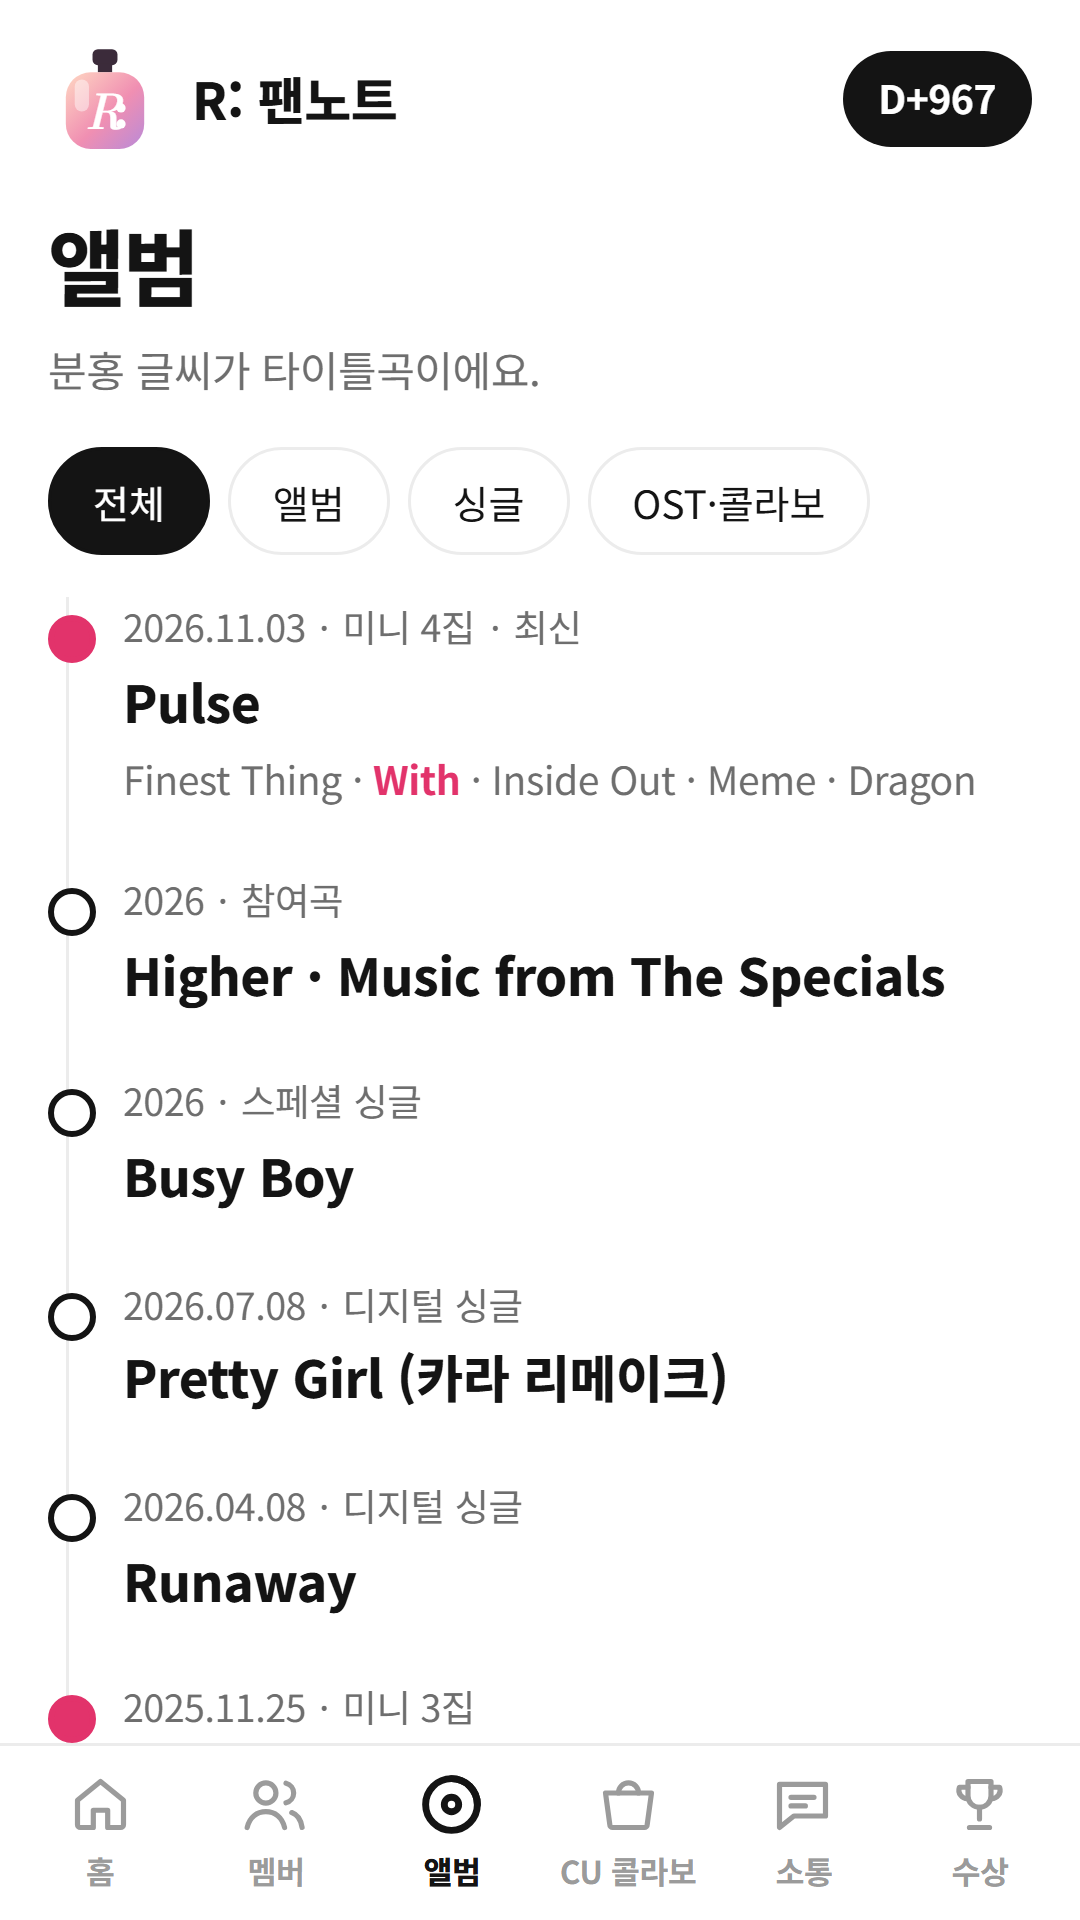 R: 팬노트
D+967
앨범
분홍 글씨가 타이틀곡이에요.
전체
앨범
싱글
OST·콜라보
2026.11.03 · 미니 4집 · 최신
Pulse
Finest Thing · With · Inside Out · Meme · Dragon
2026 · 참여곡
Higher · Music from The Specials
2026 · 스페셜 싱글
Busy Boy
2026.07.08 · 디지털 싱글
Pretty Girl (카라 리메이크)
2026.04.08 · 디지털 싱글
Runaway
2025.11.25 · 미니 3집
홈
멤버
앨범
CU 콜라보
소통
수상